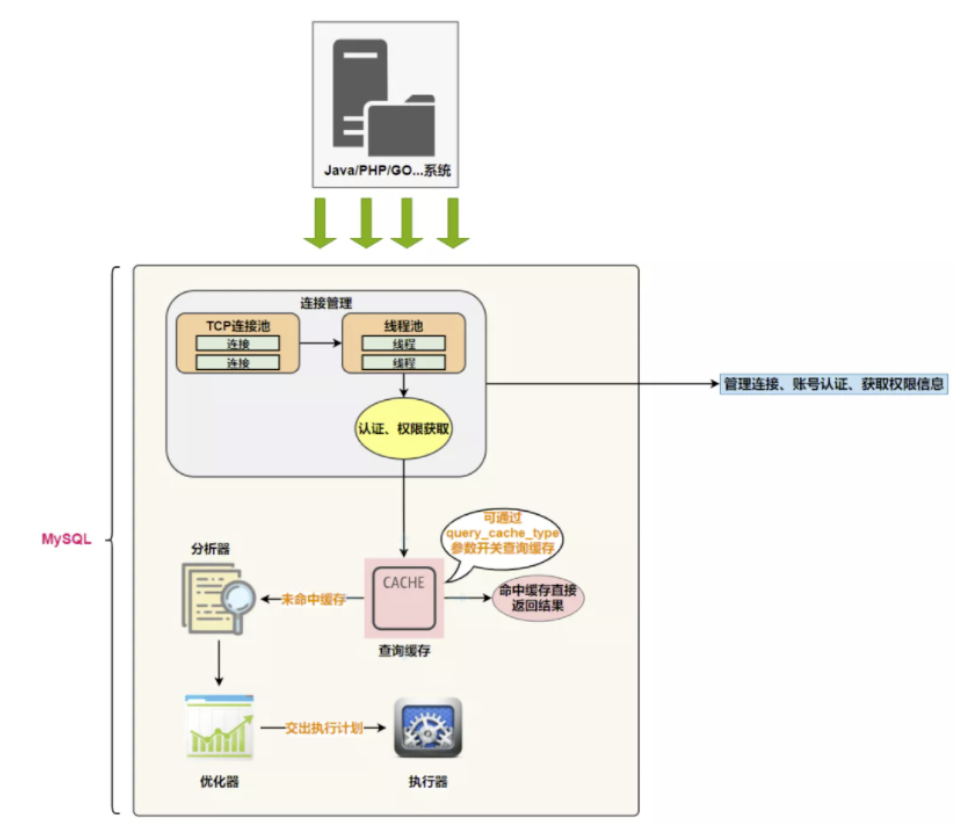 Java/PHP/GO...系统
连接管理
TCP连接池
连接
连接
线程池
线程
线程
认证、权限获取
管理连接、账号认证、获取权限信息
MySQL
可通过
query_cache_type
参数开关查询缓存
分析器
未命中缓存
CACHE
命中缓存直接
返回结果
查询缓存
交出执行计划
优化器
执行器